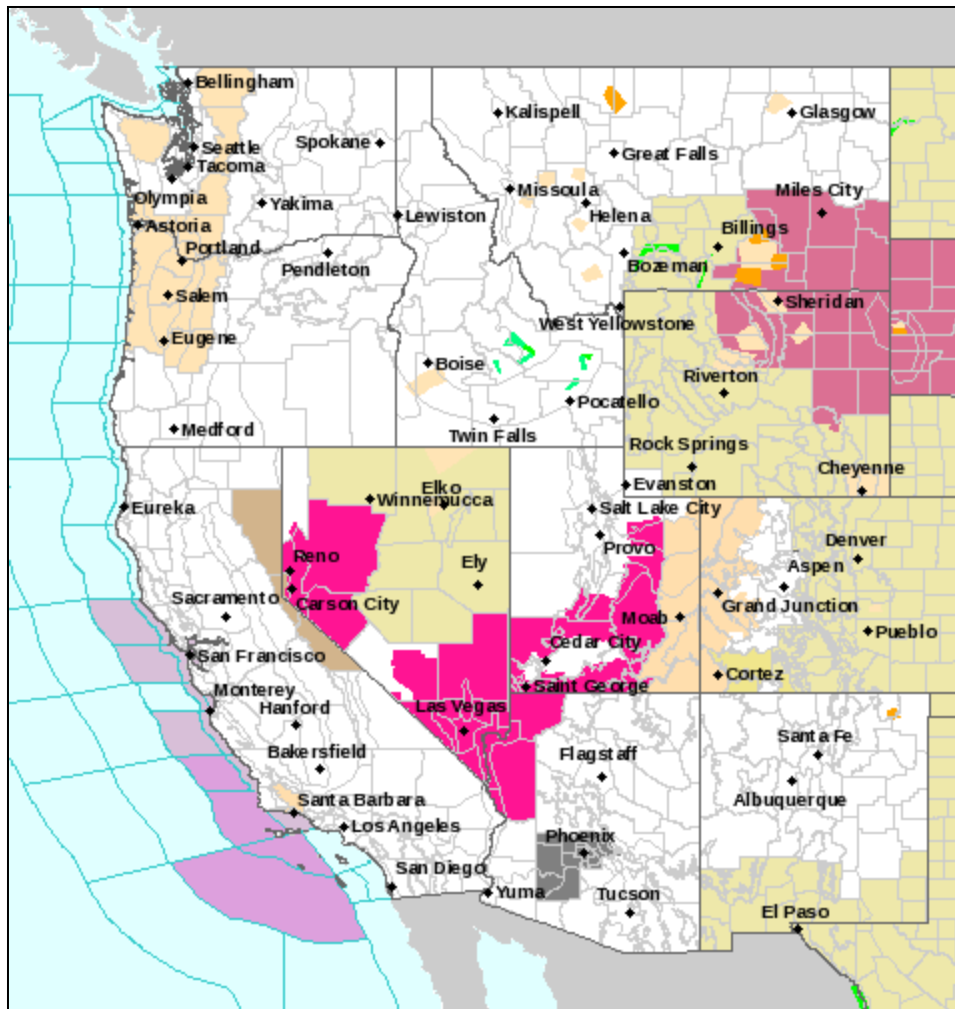 Bellingham
Kalispell
Glasgow
Spokane
Seattle
Great Falls
Tacoma
Missoula
Miles City
Olympia
Yakima
Lewiston
Helena
Astoria
Billings
Portland
Pendleton
Bozeman
Salem
Sheridan
West Yellowstone
Eugene
Boise
Riverton
Pocatello
Medford
Twin Falls
Rock Springs
Cheyenne
Elko
Evanston
Winnemucca
Eureka
Salt Lake City
Provo
Denver
Reno
Ely
Aspen
Sacramento
Carson City
Moab
Grand Junction
Cedar City
Pueblo
San Francisco
Cortez
Saint George
Monterey
Hanford
Las Vegas
Santa Fe
Bakersfield
Flagstaff
Santa Barbara
Albuquerque
Los Angeles
Phoenix
San Diego
Yuma
Tucson
El Paso